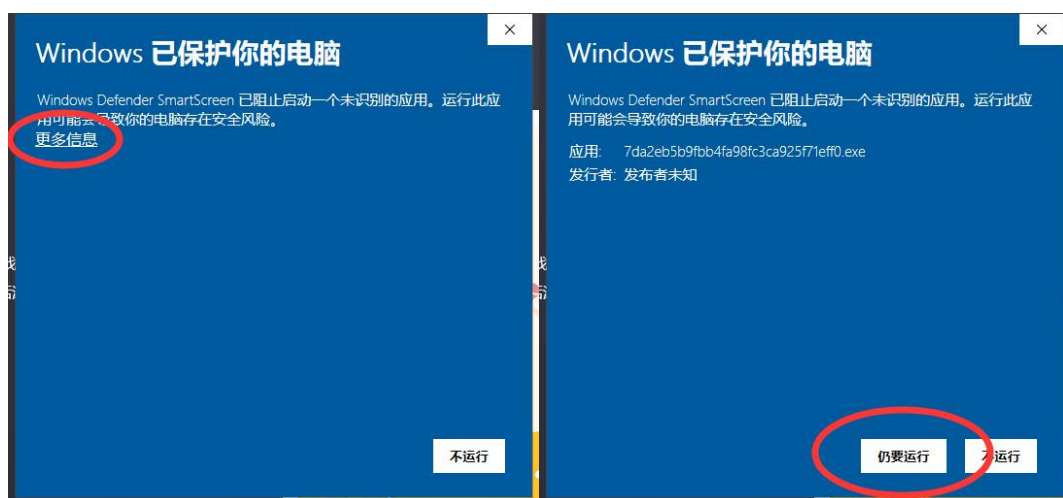 Windows 已保护你的电脑
Windows Defender SmartScreen 已阻止启动一个未识别的应用。运行此应
用可能会导致你的电脑存在安全风险。
更多信息
不运行
Windows 已保护你的电脑
Windows Defender SmartScreen 已阻止启动一个未识别的应用。运行此应
用可能会导致你的电脑存在安全风险。
应用: 7da2eb5b9fbb4fa98fc3ca925f71eff0.exe
发行者: 发布者未知
仍要运行
不运行